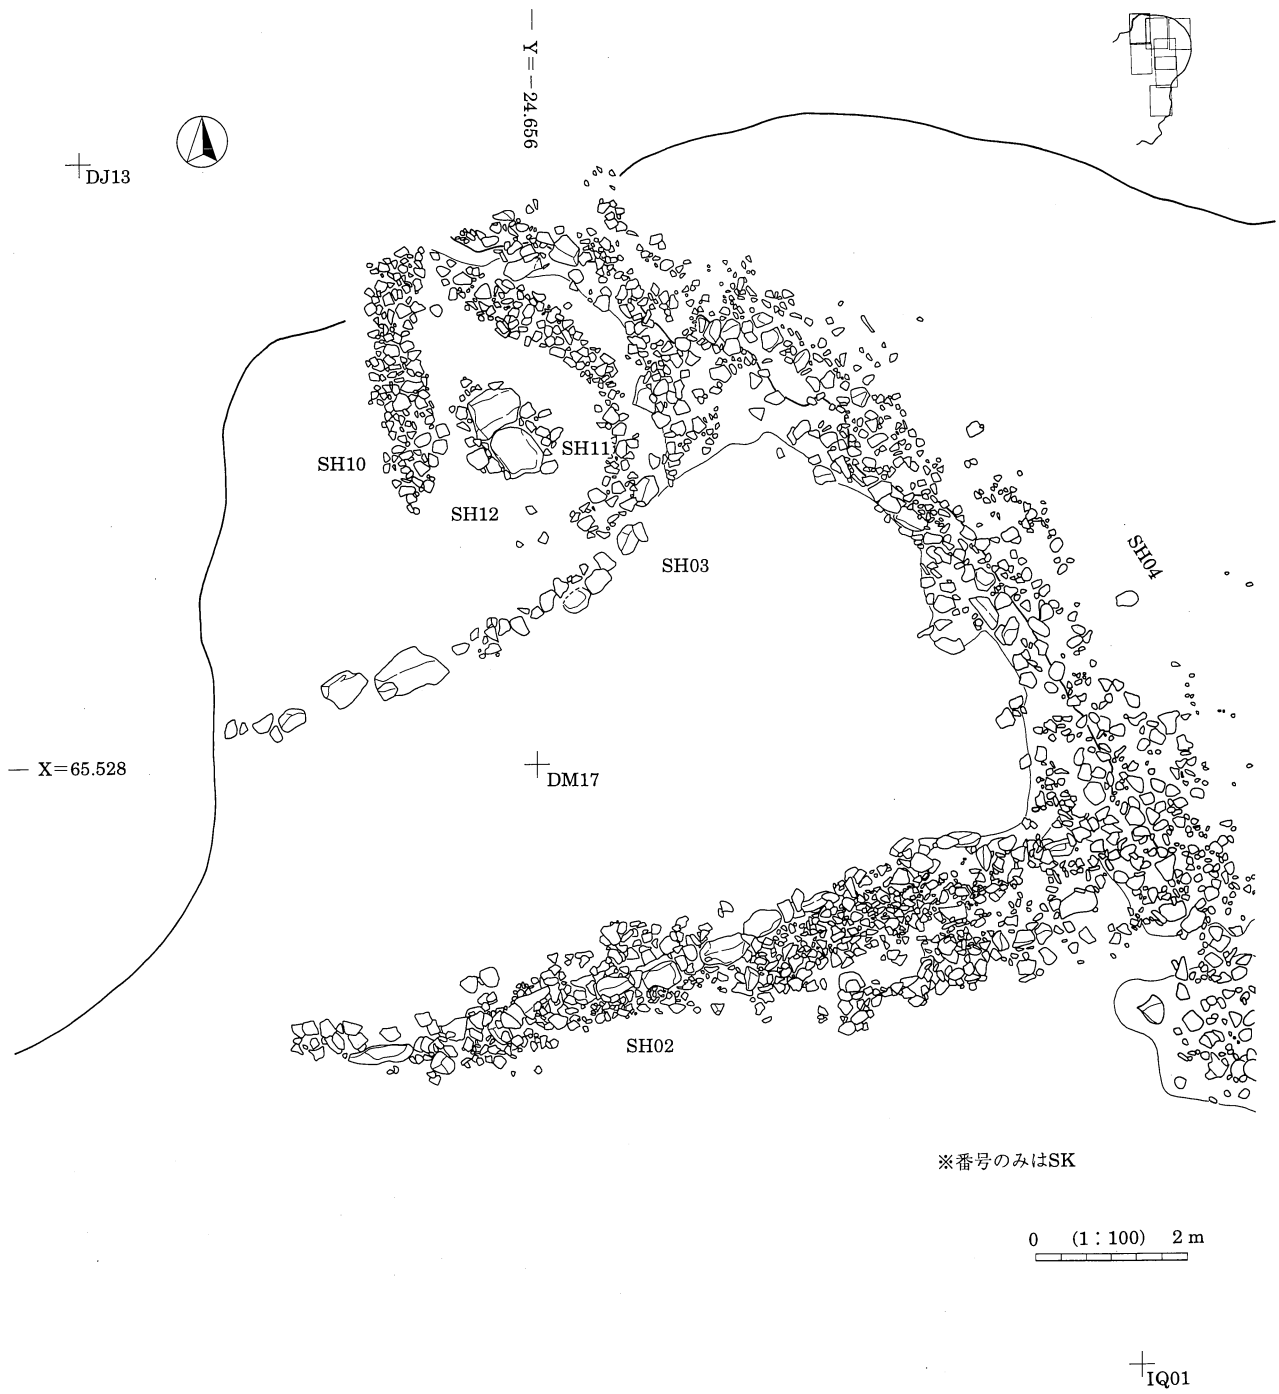 Y=-24.656
DJ13
SH10
SH11
SH12
SH03
SH04
X=65.528
DM17
SH02
※番号のみはSK
0 (1:100) 2 m
IQ01